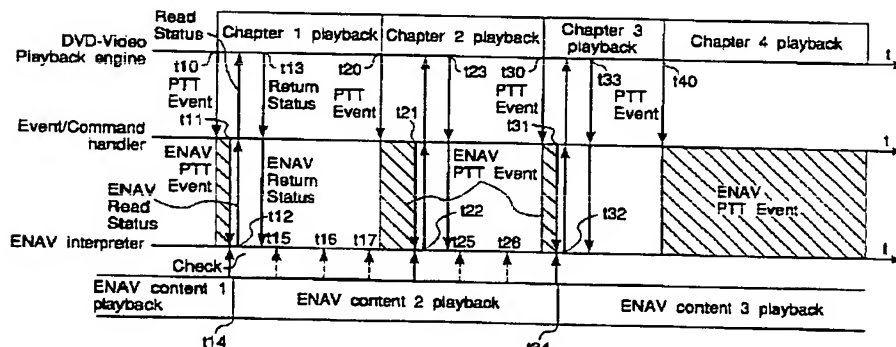 Read
Status
Chapter 1 playback
Chapter 2 playback
Chapter 3
playback
Chapter 4 playback
DVD-Video
Playback engine
t10
t13
t20
t23
t30
t33
t40
t
PTT
Event
Return
Status
PTT
Event
PTT
Event
PTT
Event
t11
t21
t31
Event/Command
handler
t
ENAV
PTT
Event
ENAV
Return
Status
ENAV
PTT Event
ENAV
PTT Event
ENAV
Read
Status
t12
t22
t32
ENAV interpreter
t15
t16
t17
t25
t26
t
Check
ENAV content 1
playback
ENAV content 2 playback
ENAV content 3 playback
t14